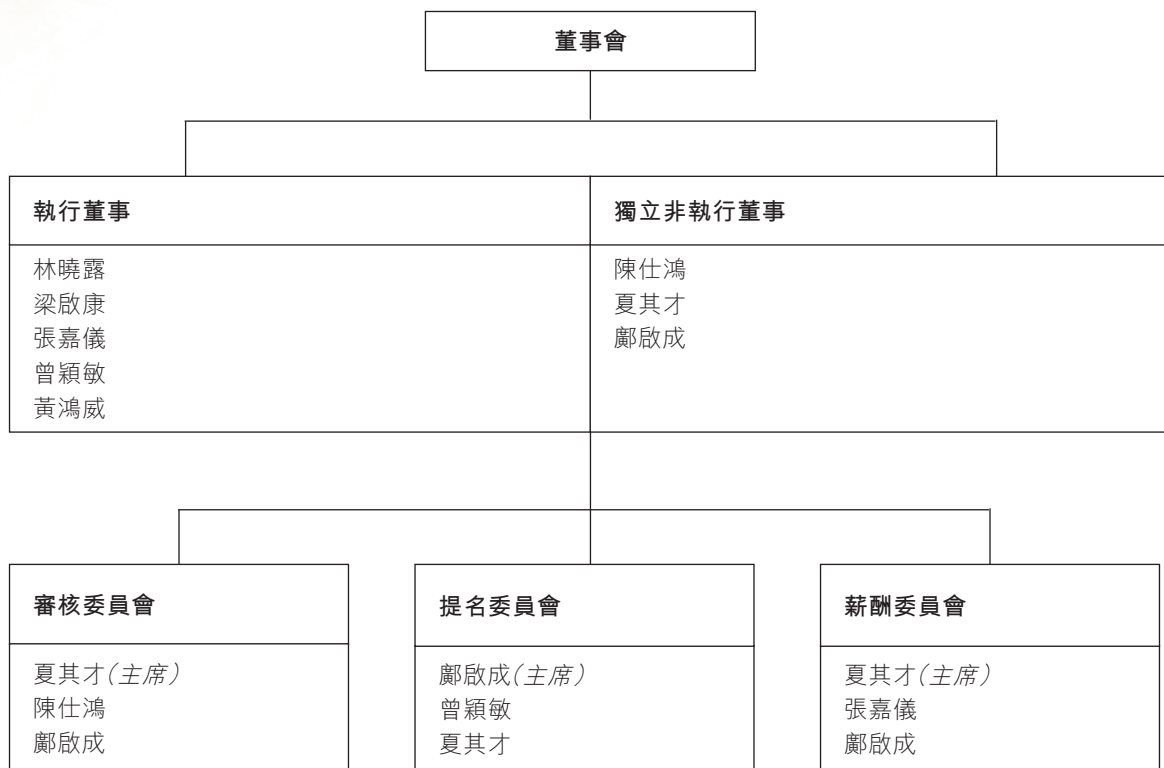 董事會
執行董事
林曉露
梁啟康
張嘉儀
曾穎敏
黃鴻威
獨立非執行董事
陳仕鴻
夏其才
鄺啟成
審核委員會
夏其才(主席)
陳仕鴻
鄺啟成
提名委員會
鄺啟成(主席)
曾穎敏
夏其才
薪酬委員會
夏其才(主席)
張嘉儀
鄺啟成